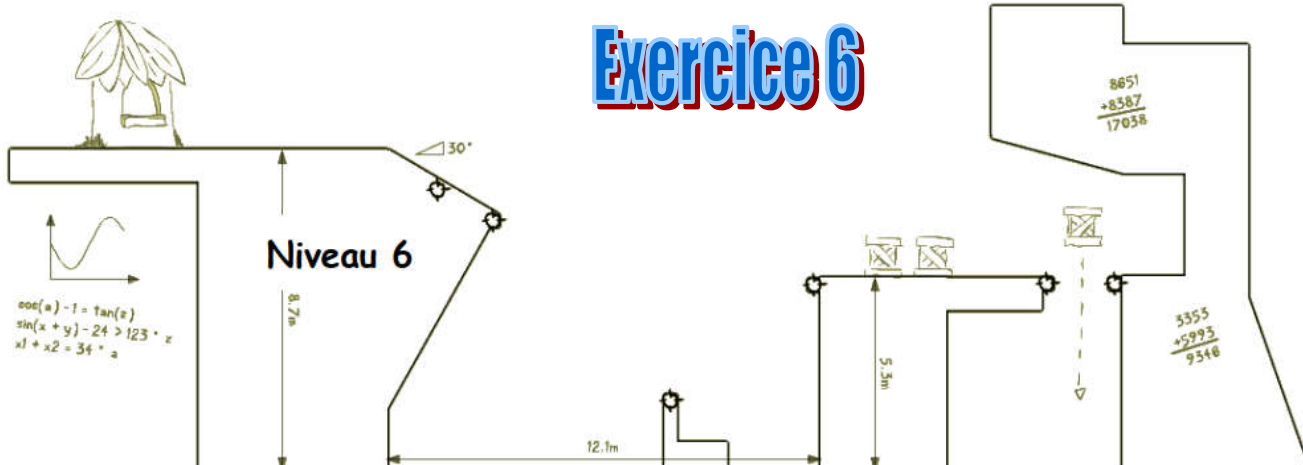 Exercice 6
30°
Niveau 6
8.7m
cos(a) - 1 = tan(z)
sin(x + y) - 24 > 123 * z
x1 + x2 = 34 * a
12.1m
5.3m
8651
+8387
17038
3353
+5993
9346